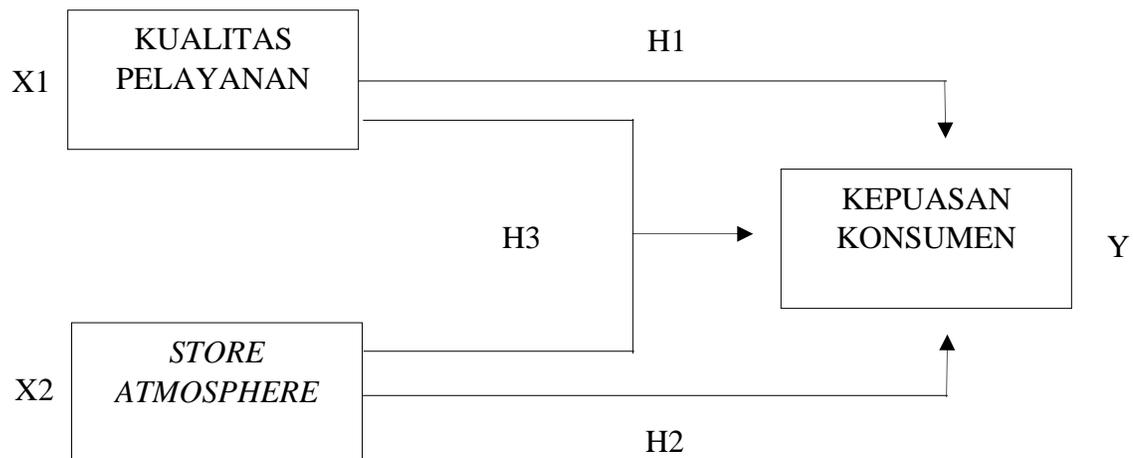 KUALITAS
PELAYANAN
X1
H1
KEPUASAN
KONSUMEN
Y
H3
STORE
ATMOSPHERE
X2
H2